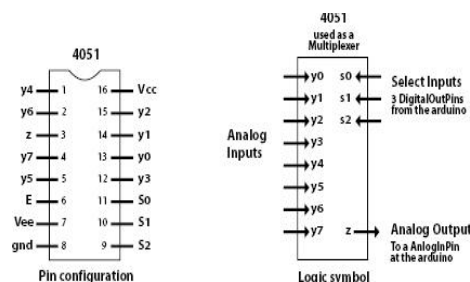 4051
y4 1 16 Vcc
y6 2 15 y2
z 3 14 y1
y7 4 13 y0
y5 5 12 y3
E 6 11 S0
Vee 7 10 S1
gnd 8 9 S2
Pin configuration
4051
used as a
Multiplexer
Analog
Inputs
y0 s0
y1 s1
y2 s2
y3
y4
y5
y6
y7 z
Select Inputs
3 DigitalOutPins
from the arduino
Analog Output
To a AnlogInPin
at the arduino
Logic symbol